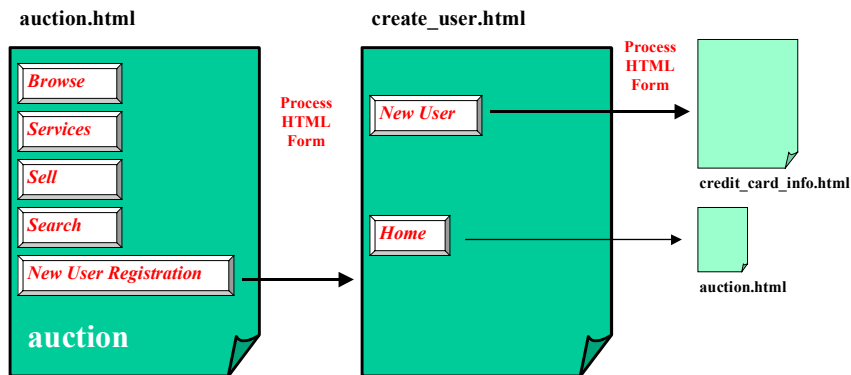 auction.html
Browse
Services
Sell
Search
New User Registration
auction
Process
HTML
Form
create_user.html
New User
Home
Process
HTML
Form
credit_card_info.html
auction.html